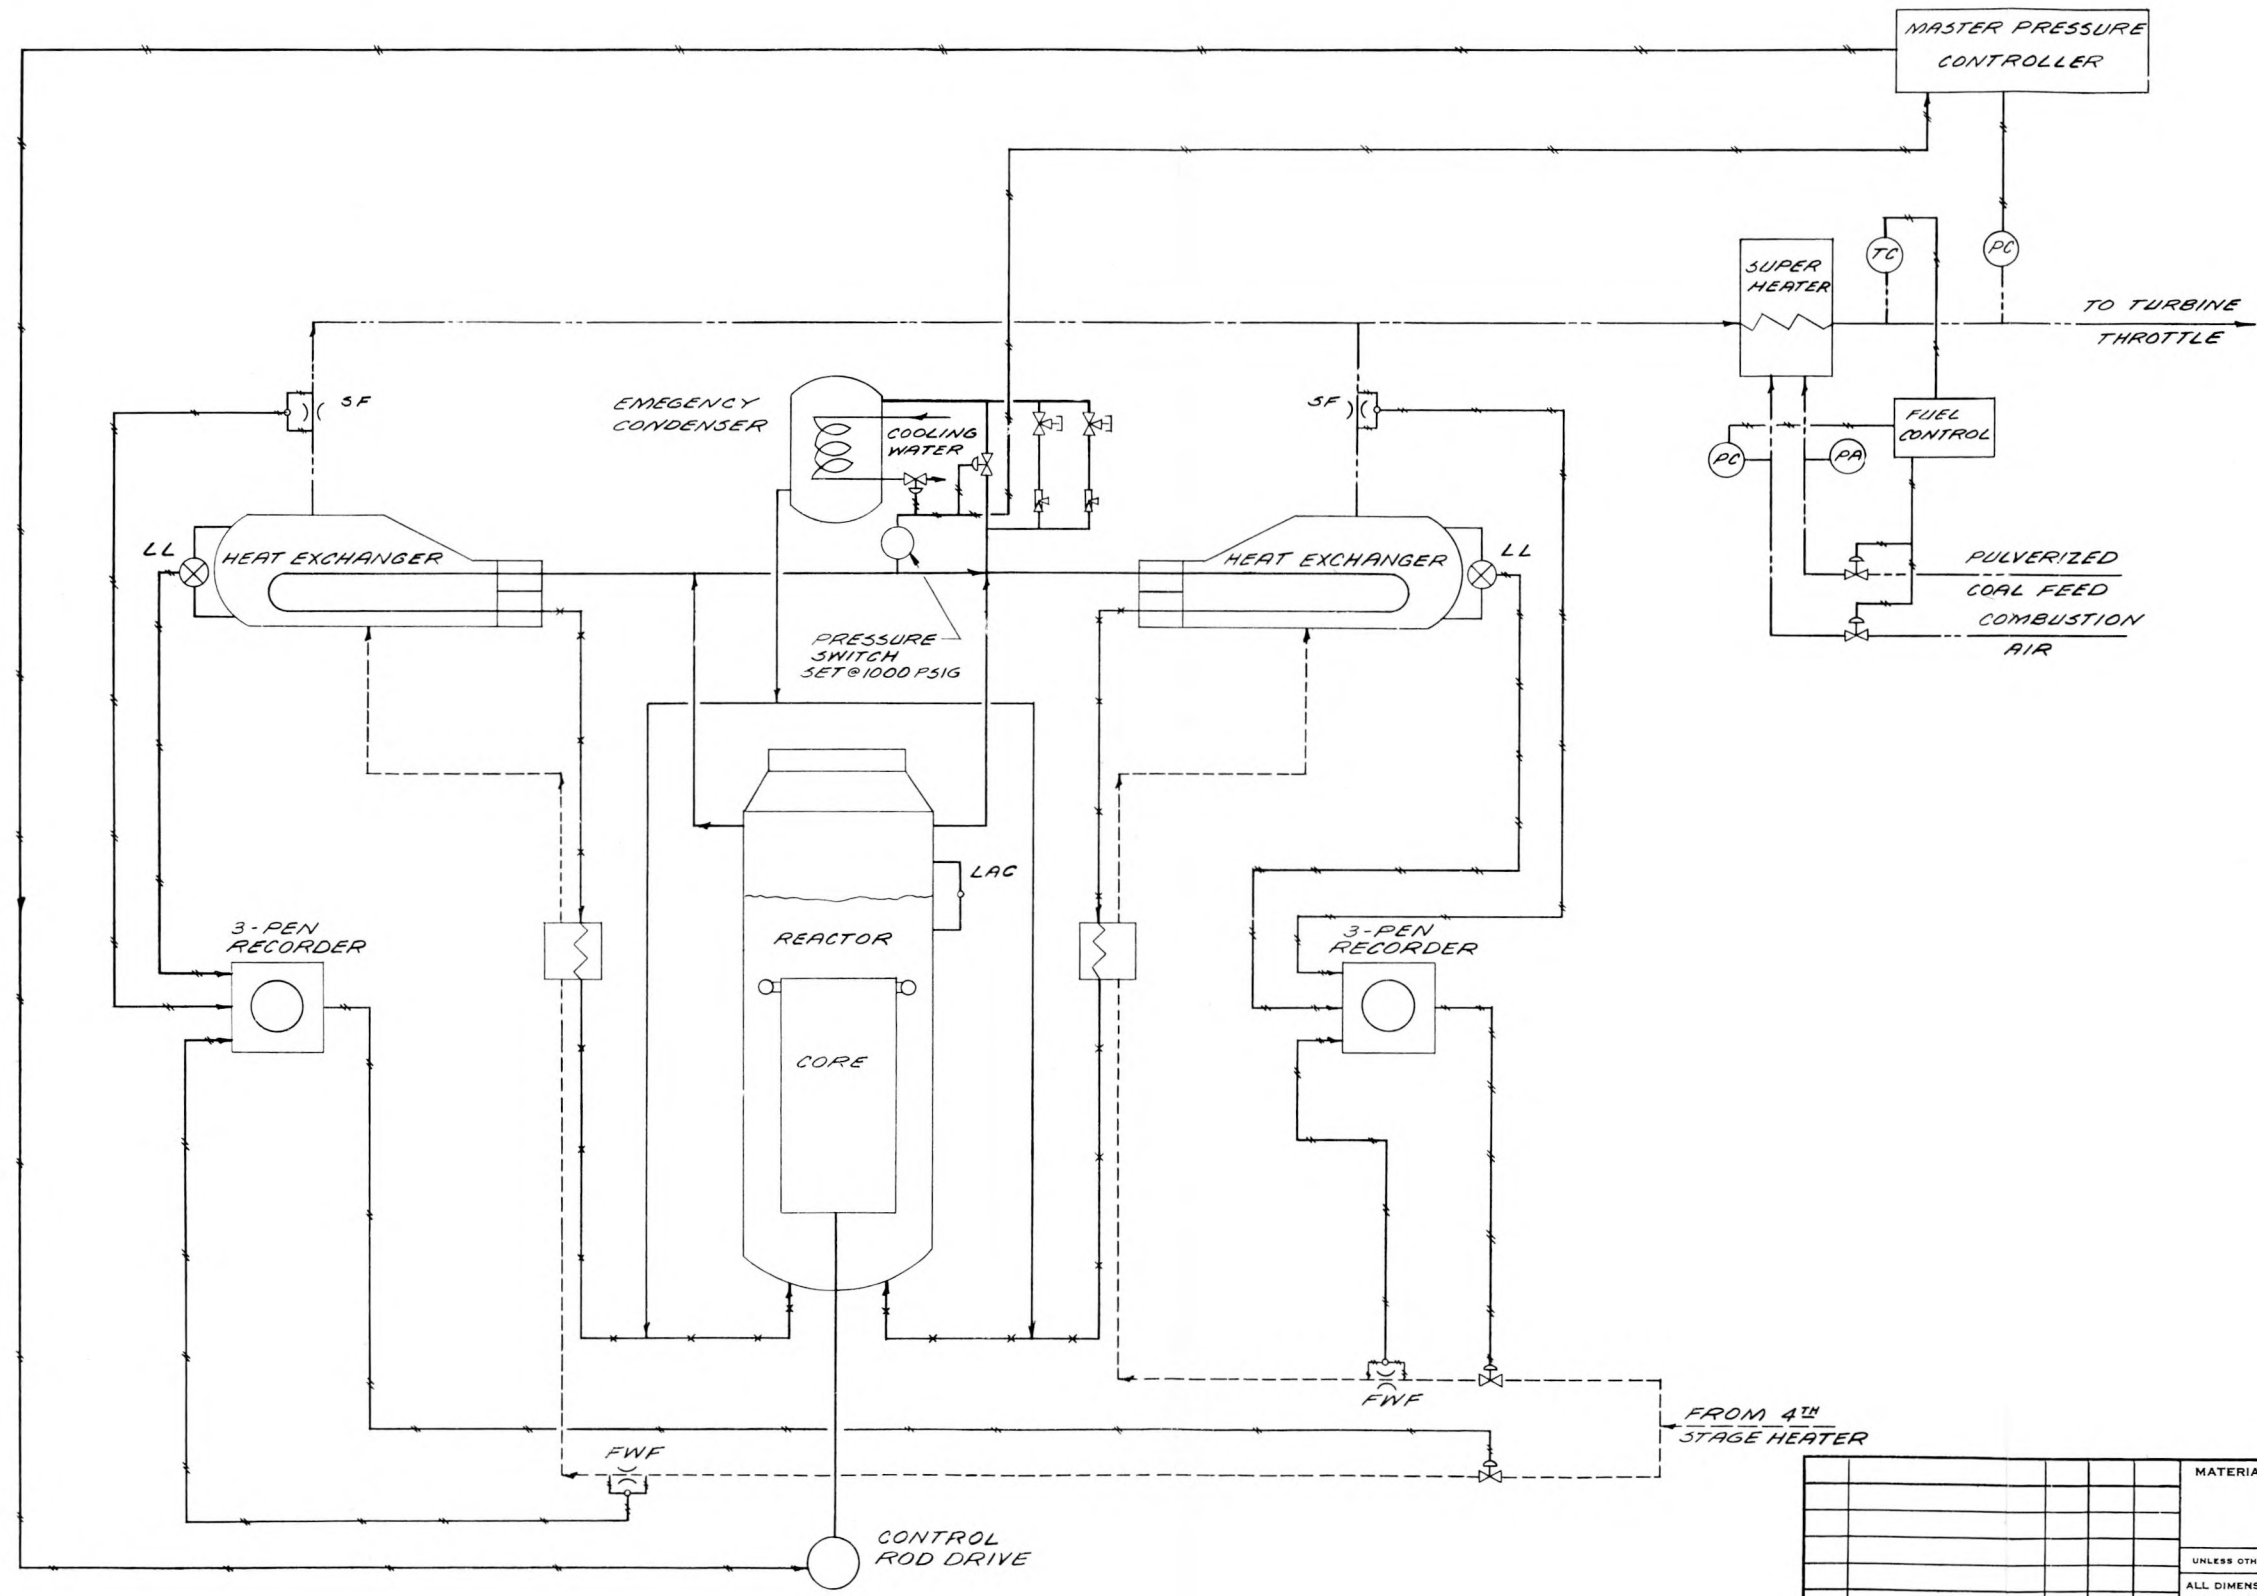 MASTER PRESSURE
CONTROLLER
TC
PC
SUPER
HEATER
TO TURBINE
THROTTLE
SF
EMEGENCY
CONDENSER
COOLING
WATER
SF
FUEL
CONTROL
PC
PA
LL
HEAT EXCHANGER
HEAT EXCHANGER
LL
PULVERIZED
COAL FEED
COMBUSTION
AIR
PRESSURE
SWITCH
SET @ 1000 PSIG
LAC
3-PEN
RECORDER
REACTOR
3-PEN
RECORDER
CORE
FWF
FROM 4TH
STAGE HEATER
FWF
CONTROL
ROD DRIVE
MATERIA
UNLESS OTH
ALL DIMENS